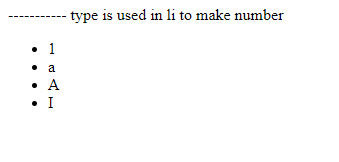 ----------- type is used in li to make number
• 1
• a
• A
• I